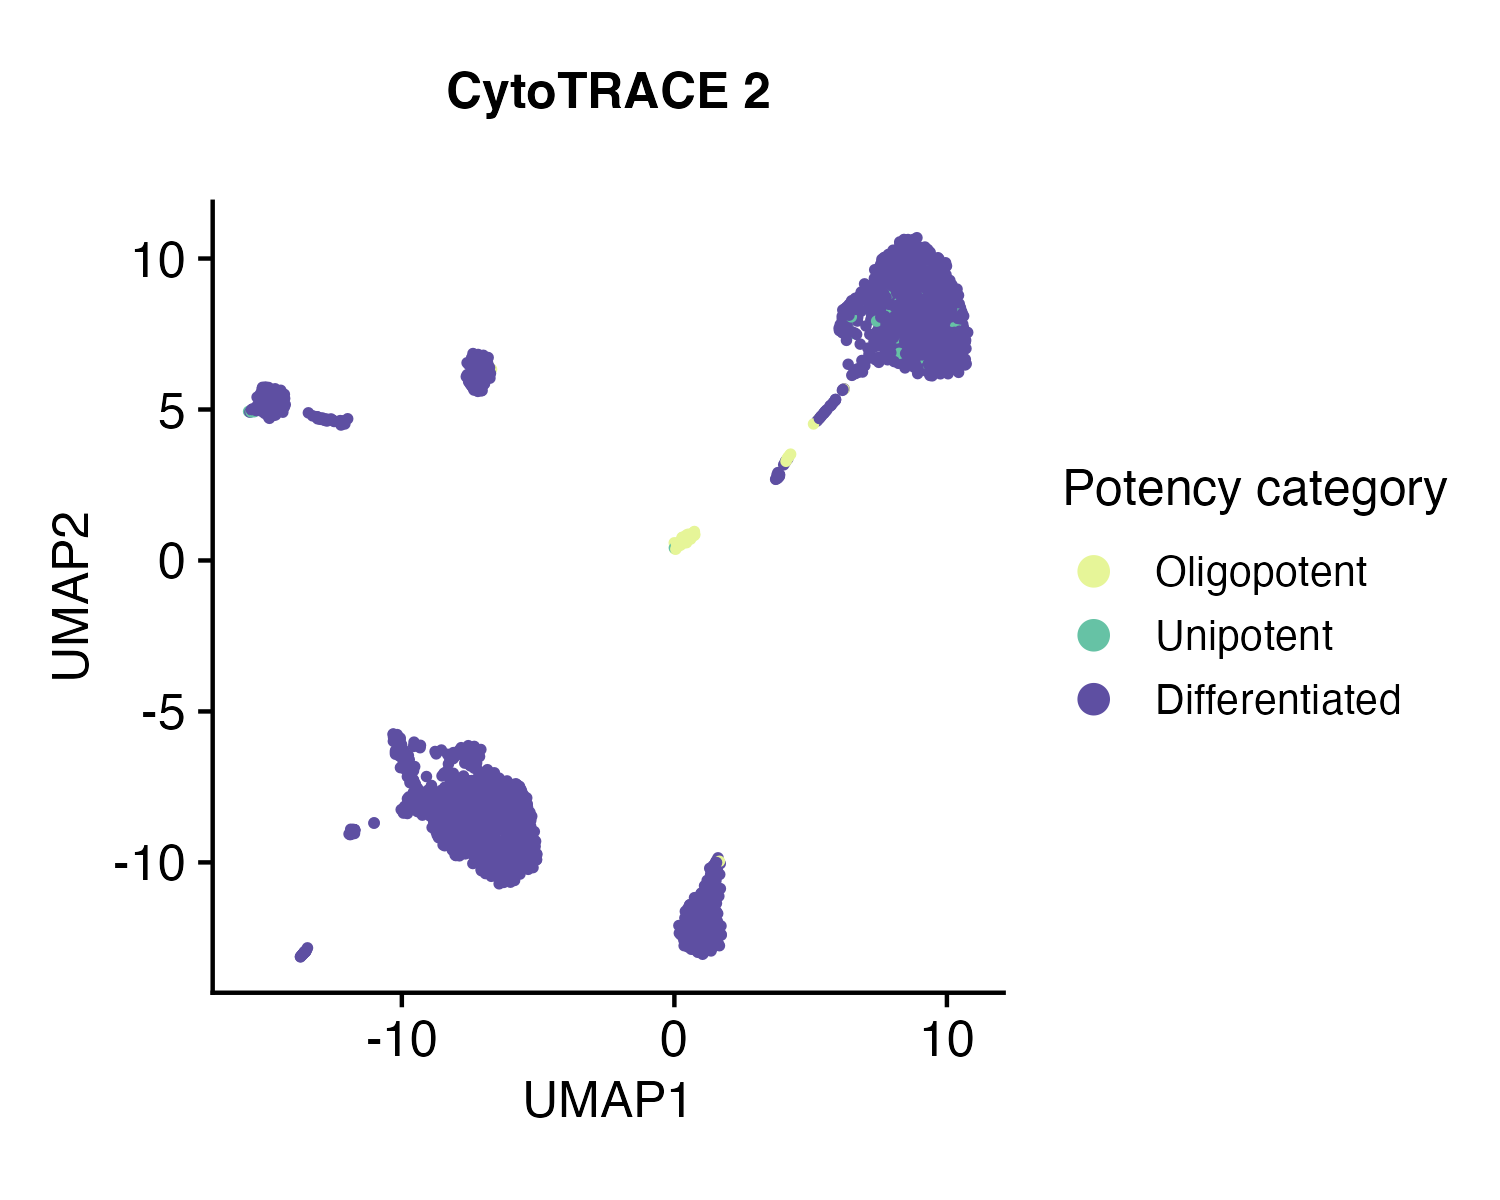 CytoTRACE 2
10
5
0
-5
-10
UMAP2
-10 0 10
UMAP1
Potency category
Oligopotent
Unipotent
Differentiated